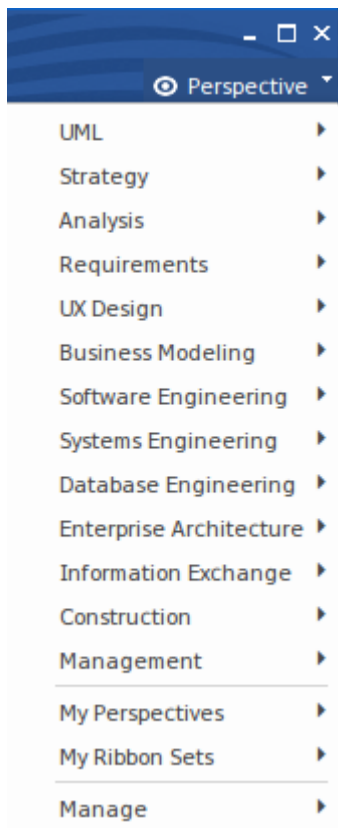 Perspective
UML
Strategy
Analysis
Requirements
UX Design
Business Modeling
Software Engineering
Systems Engineering
Database Engineering
Enterprise Architecture
Information Exchange
Construction
Management
My Perspectives
My Ribbon Sets
Manage